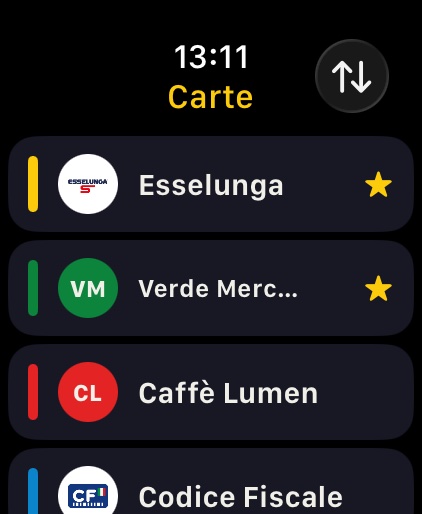 13:11
Carte
ESSELUNGA
Esselunga
VM
Verde Merc...
CL
Caffè Lumen
CF
Codice Fiscale